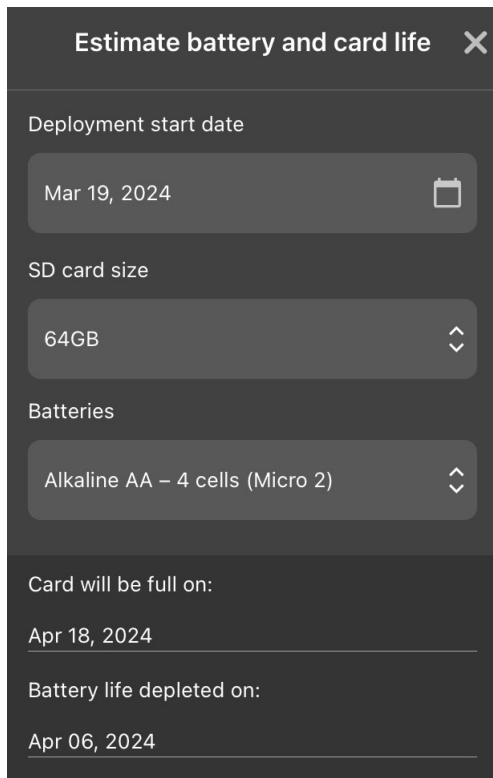 Estimate battery and card life
Deployment start date
Mar 19, 2024
SD card size
64GB
Batteries
Alkaline AA – 4 cells (Micro 2)
Card will be full on:
Apr 18, 2024
Battery life depleted on:
Apr 06, 2024